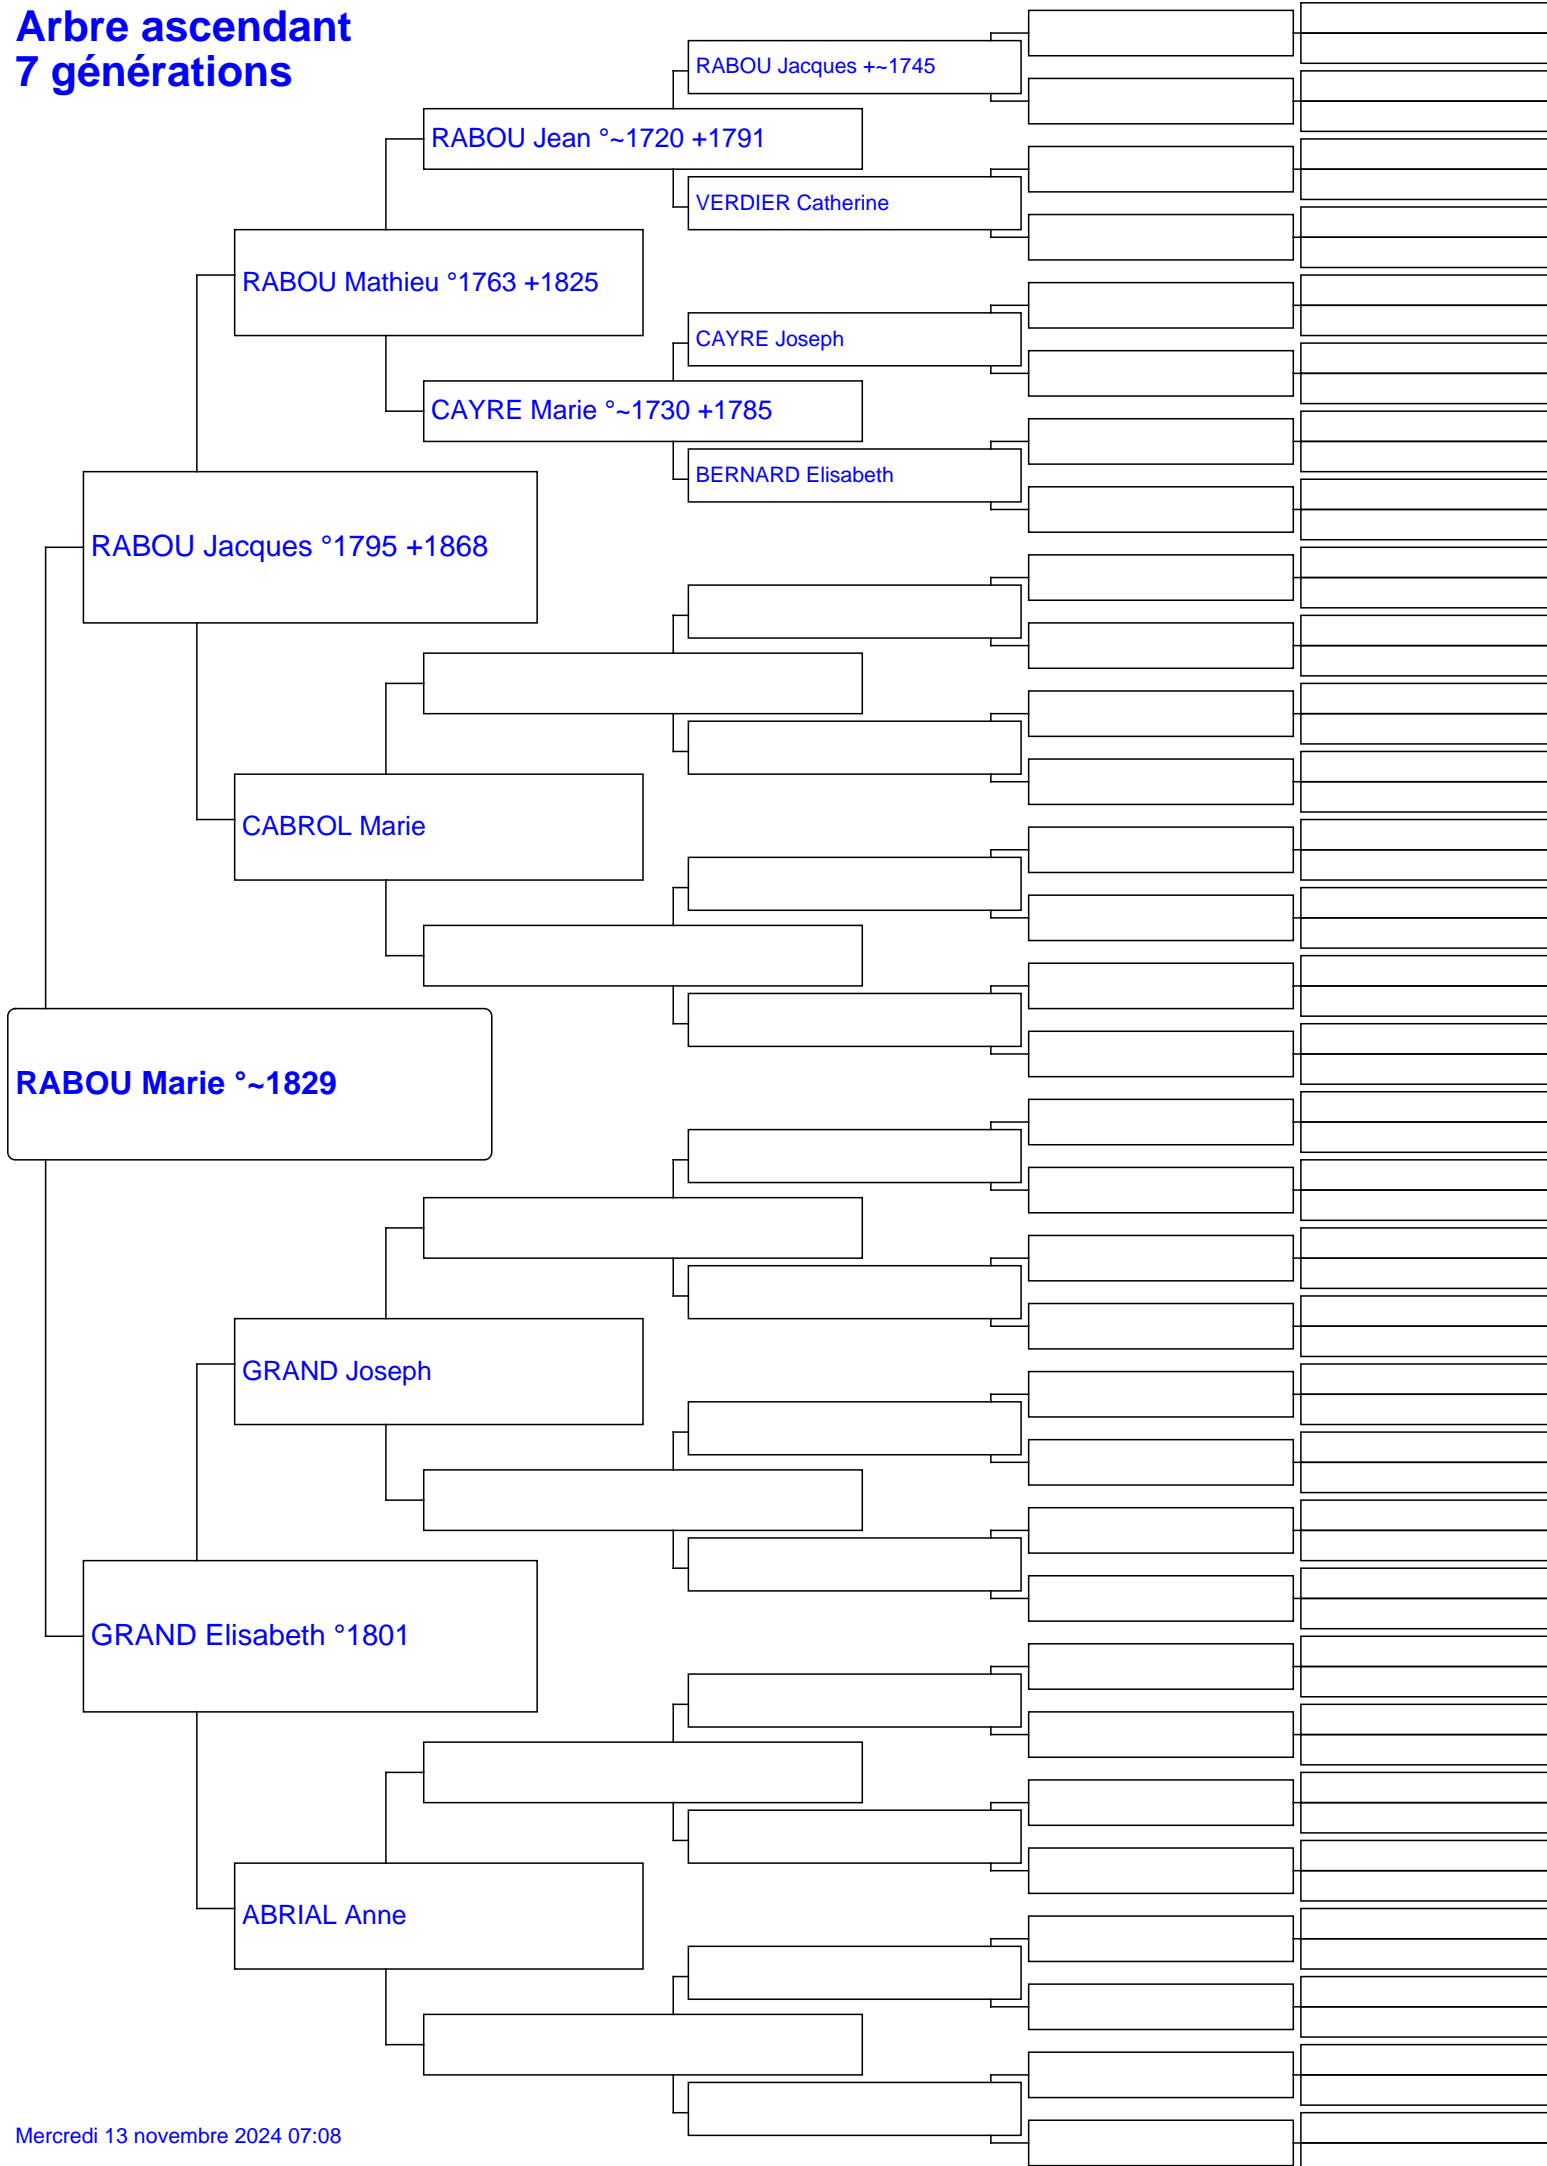 Arbre ascendant
7 générations
RABOU Jacques +~1745
RABOU Jean °~1720 +1791
VERDIER Catherine
RABOU Mathieu °1763 +1825
CAYRE Joseph
CAYRE Marie °~1730 +1785
BERNARD Elisabeth
RABOU Jacques °1795 +1868
CABROL Marie
RABOU Marie °~1829
GRAND Joseph
GRAND Elisabeth °1801
ABRIAL Anne
Mercredi 13 novembre 2024 07:08